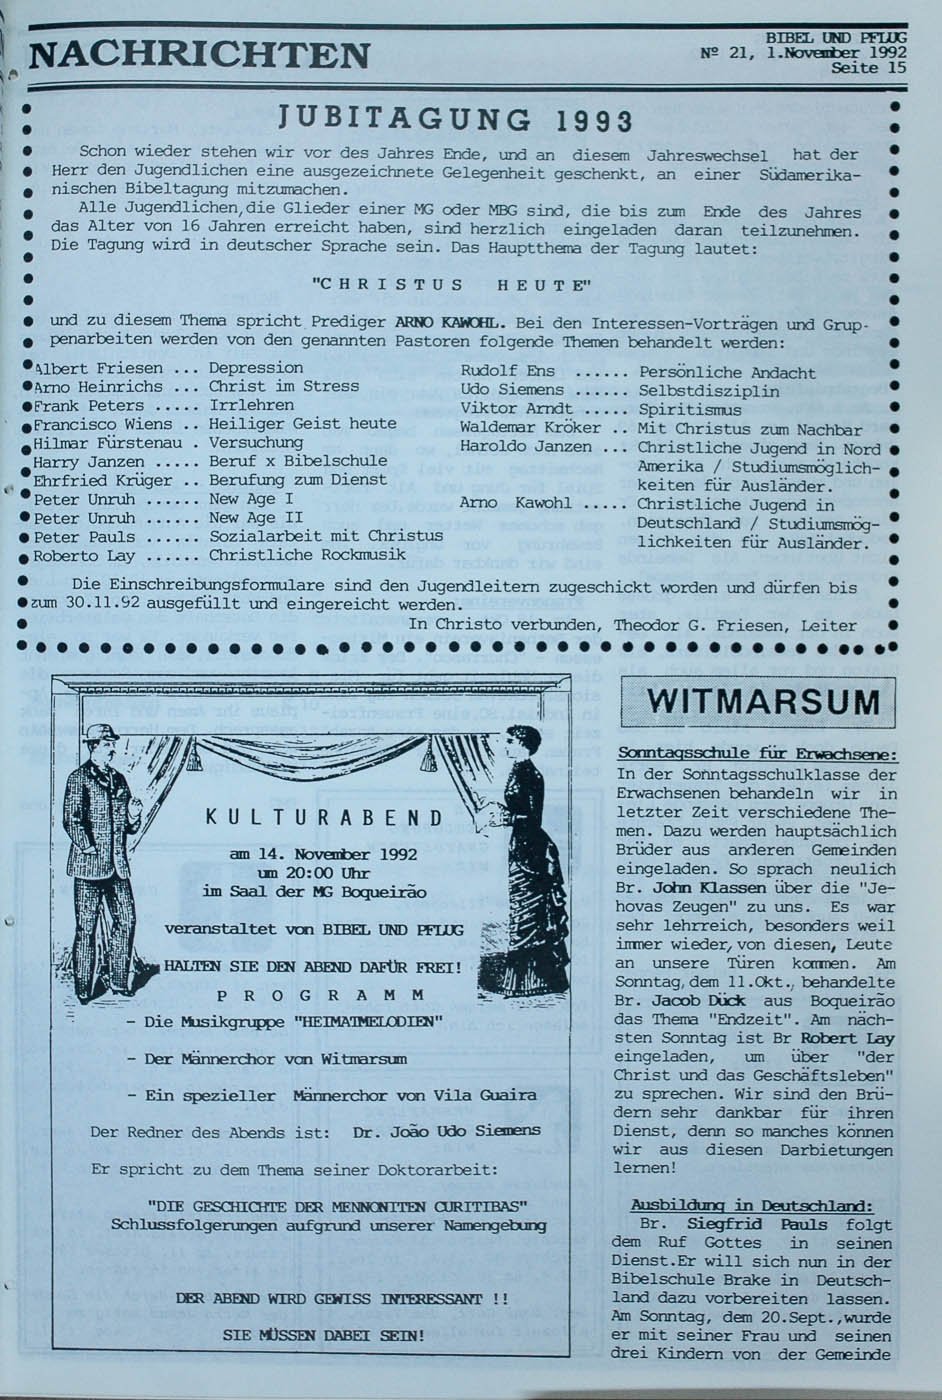 NACHRICHTEN
BIBEL UND PFLUG
Nº 21, 1.November 1992
Seite 15
JUBITAGUNG 1993
Schon wieder stehen wir vor des Jahres Ende, und an diesem Jahreswechsel hat der
Herr den Jugendlichen eine ausgezeichnete Gelegenheit geschenkt, an einer Südamerika-
nischen Bibeltagung mitzumachen.
Alle Jugendlichen, die Glieder einer MG oder MBG sind, die bis zum Ende des Jahres
das Alter von 16 Jahren erreicht haben, sind herzlich eingeladen daran teilzunehmen.
Die Tagung wird in deutscher Sprache sein. Das Hauptthema der Tagung lautet:
"CHRISTUS HEUTE"
und zu diesem Thema spricht Prediger ARNO KAWOHL. Bei den Interessen-Vorträgen und Grup-
penarbeiten werden von den genannten Pastoren folgende Themen behandelt werden:
Albert Friesen ... Depression
Arno Heinrichs ... Christ im Stress
Frank Peters ..... Irrlehren
Francisco Wiens .. Heiliger Geist heute
Hilmar Fürstenau . Versuchung
Harry Janzen ..... Beruf x Bibelschul
Ehrfried Krüger .. Berufung zum Dienst
Peter Unruh ...... New Age I
Peter Unruh ...... New Age II
Peter Pauls ...... Sozialarbeit mit Christus
Roberto Lay ...... Christliche Rockmusik
Rudolf Ens ...... Persönliche Andacht
Udo Siemens ..... Selbstdisziplin
Viktor Arndt ..... Spiritismus
Waldemar Kröker .. Mit Christus zum Nachbar
Haroldo Janzen ... Christliche Jugend in Nord
Amerika / Studiumsmöglich-
keiten für Ausländer.
Arno Kawohl ..... Christliche Jugend in
Deutschland / Studiumsmög-
lichkeiten für Ausländer.
Die Einschreibungsformulare sind den Jugendleitern zugeschickt worden und dürfen bis
zum 30.11.92 ausgefüllt und eingereicht werden.
In Christo verbunden, Theodor G. Friesen, Leiter
KULTURABEND
am 14. November 1992
um 20:00 Uhr
im Saal der MG Boqueirão
veranstaltet von BIBEL UND PFLUG
HALTEN SIE DEN ABEND DAFÜR FREI!
PROGRAMM
- Die Musikgruppe "HEIMATMELODIEN"
- Der Männerchor von Witmarsum
- Ein spezieller Männerchor von Vila Guaira
Der Redner des Abends ist: Dr. João Udo Siemens
Er spricht zu dem Thema seiner Doktorarbeit:
"DIE GESCHICHTE DER MENNONITEN CURITIBAS"
Schlussfolgerungen aufgrund unserer Namengebung
DER ABEND WIRD GEWISS INTERESSANT !!
SIE MÜSSEN DABEI SEIN!
WITMARSUM
Sonntagsschule für Erwachsene:
In der Sonntagsschulklasse der
Erwachsenen behandeln wir in
letzter Zeit verschiedene The-
men. Dazu werden hauptsächlich
Brüder aus anderen Gemeinden
eingeladen. So sprach neulich
Br. John Klassen über die "Je-
hovas Zeugen" zu uns. Es war
sehr lehrreich, besonders weil
immer wieder, von diesen, Leute
an unsere Türen kommen. Am
Sonntag, dem 11.Okt., behandelte
Br. Jacob Dück aus Boqueirão
das Thema "Endzeit". Am näch-
sten Sonntag ist Br Robert Lay
eingeladen, um über "der
Christ und das Geschäftsleben"
zu sprechen. Wir sind den Brü-
dern sehr dankbar für ihren
Dienst, denn so manches können
wir aus diesen Darbietungen
lernen!
Ausbildung in Deutschland:
Br. Siegfrid Pauls folgt
dem Ruf Gottes in seinen
Dienst.Er will sich nun in der
Bibelschule Brake in Deutsch-
land dazu vorbereiten lassen.
Am Sonntag, dem 20.Sept.,wurde
er mit seiner Frau und seinen
drei Kindern von der Gemeinde